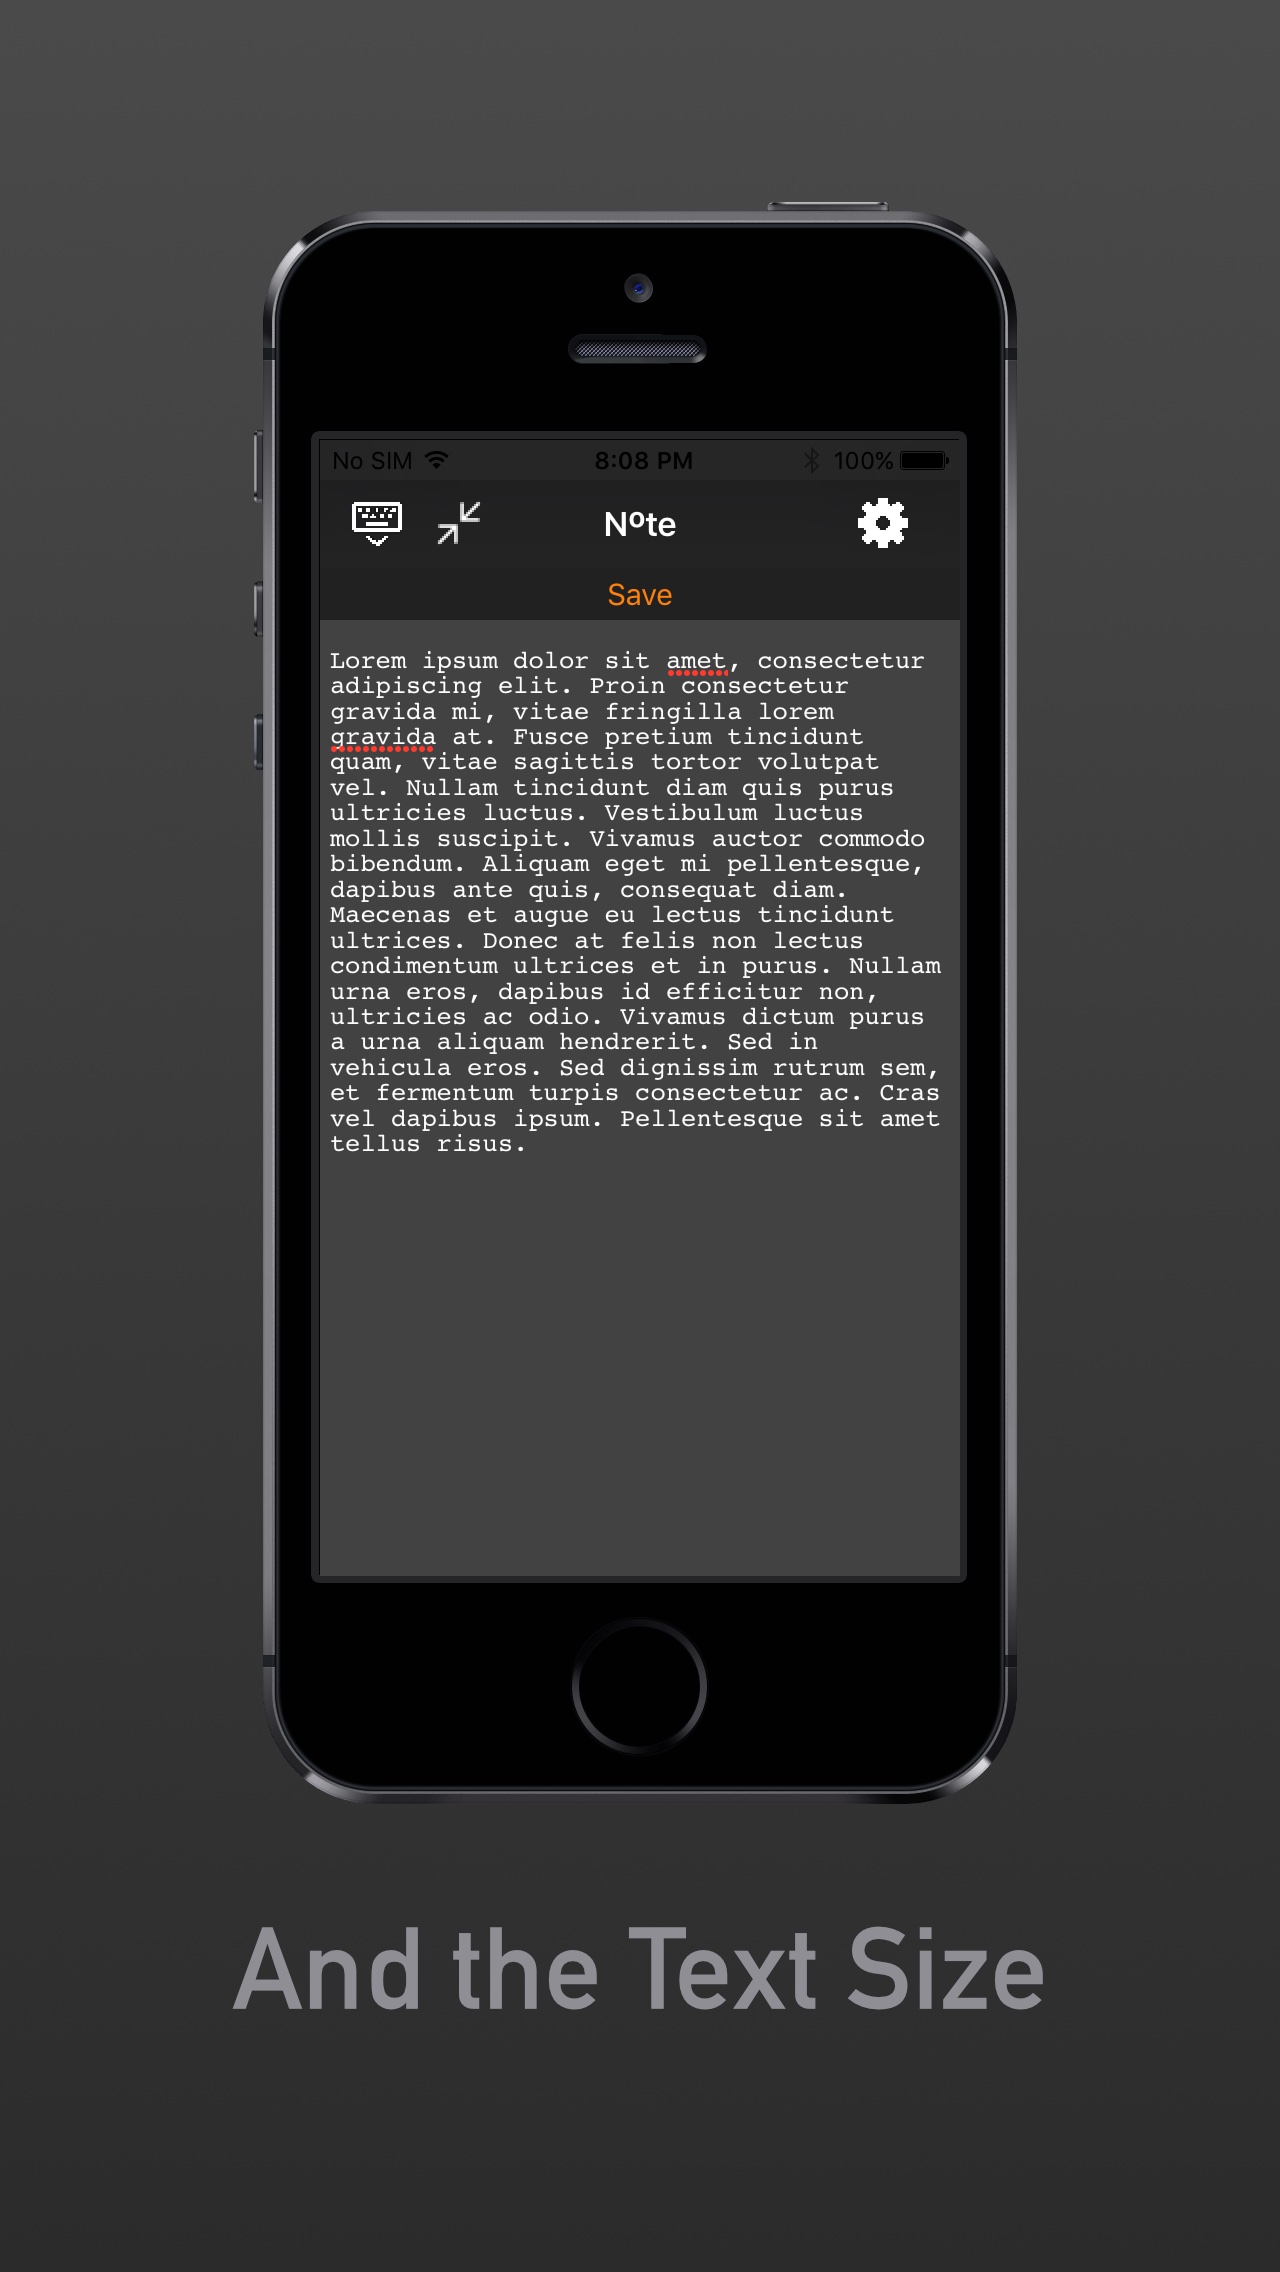 No SIM 8:08 PM 100%
Nºte
Save
Lorem ipsum dolor sit amet, consectetur
adipiscing elit. Proin consectetur
gravida mi, vitae fringilla lorem
gravida at. Fusce pretium tincidunt
quam, vitae sagittis tortor volutpat
vel. Nullam tincidunt diam quis purus
ultricies luctus. Vestibulum luctus
mollis suscipit. Vivamus auctor commodo
bibendum. Aliquam eget mi pellentesque,
dapibus ante quis, consequat diam.
Maecenas et augue eu lectus tincidunt
ultrices. Donec at felis non lectus
condimentum ultrices et in purus. Nullam
urna eros, dapibus id efficitur non,
ultricies ac odio. Vivamus dictum purus
a urna aliquam hendrerit. Sed in
vehicula eros. Sed dignissim rutrum sem,
et fermentum turpis consectetur ac. Cras
vel dapibus ipsum. Pellentesque sit amet
tellus risus.
And the Text Size